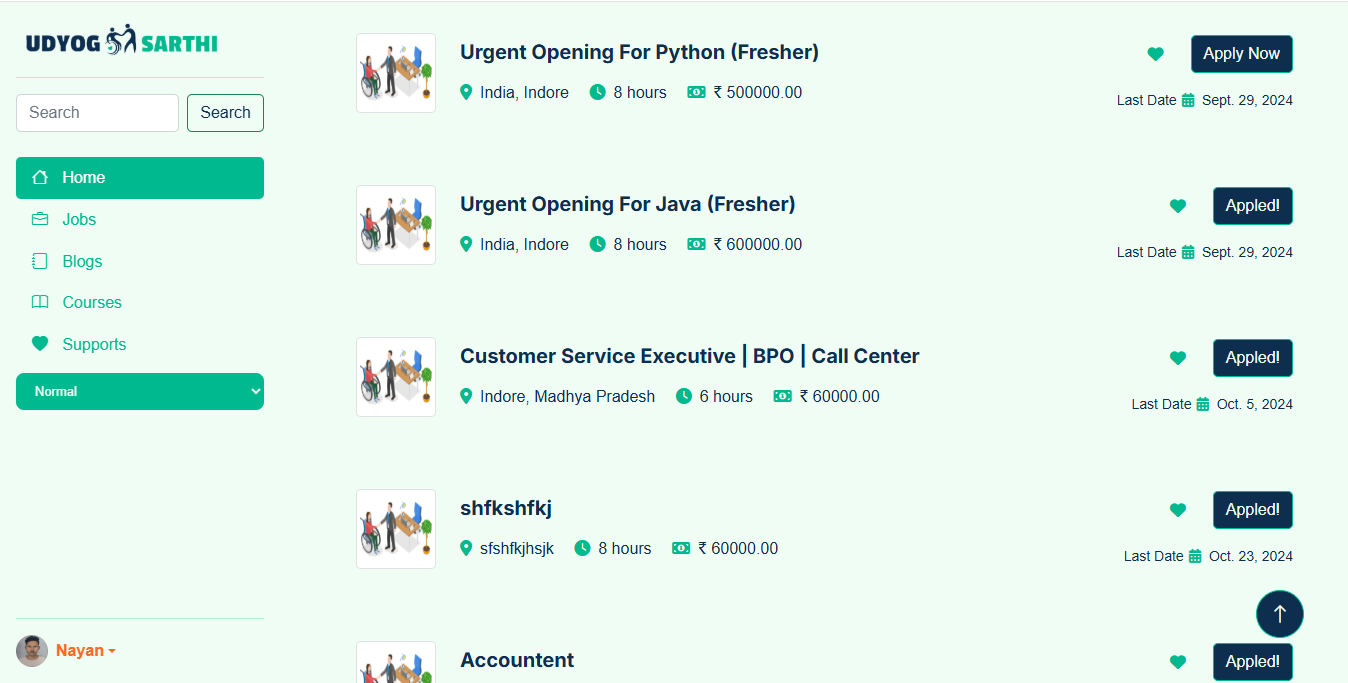 UDYOG SARTHI
Search
Search
Home
Jobs
Blogs
Courses
Supports
Normal
Nayan
Urgent Opening For Python (Fresher)
India, Indore 8 hours ₹ 500000.00
Apply Now
Last Date Sept. 29, 2024
Urgent Opening For Java (Fresher)
India, Indore 8 hours ₹ 600000.00
Appled!
Last Date Sept. 29, 2024
Customer Service Executive | BPO | Call Center
Indore, Madhya Pradesh 6 hours ₹ 60000.00
Appled!
Last Date Oct. 5, 2024
shfkshfkj
sfshfkjhsjk 8 hours ₹ 60000.00
Appled!
Last Date Oct. 23, 2024
Accountent
Appled!